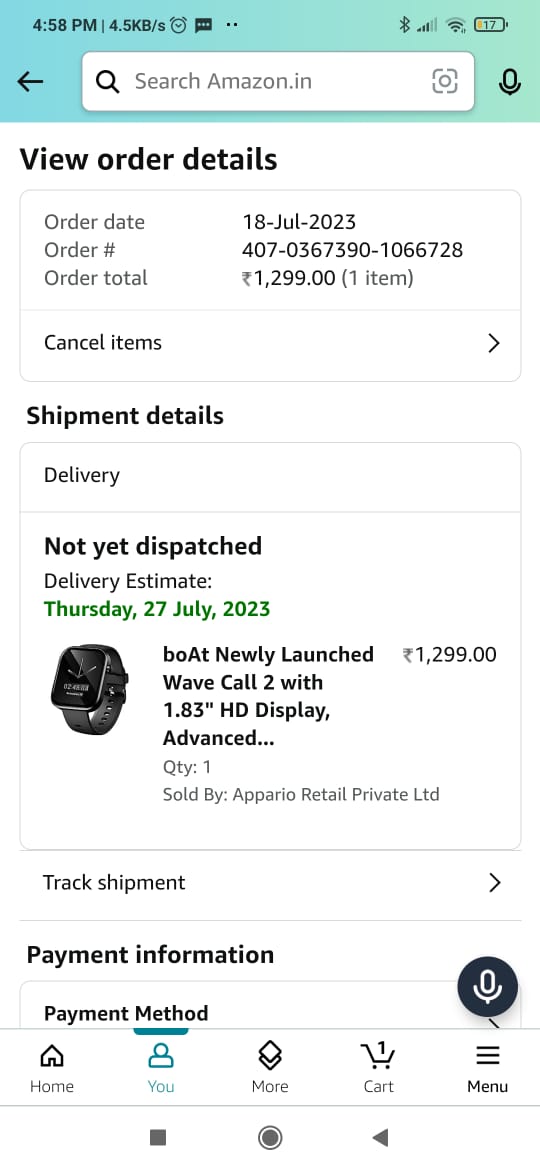 4:58 PM | 4.5KB/s
17
Search Amazon.in
View order details
Order date 18-Jul-2023
Order # 407-0367390-1066728
Order total ₹1,299.00 (1 item)
Cancel items
Shipment details
Delivery
Not yet dispatched
Delivery Estimate:
Thursday, 27 July, 2023
boAt Newly Launched ₹1,299.00
Wave Call 2 with
1.83" HD Display,
Advanced...
Qty: 1
Sold By: Appario Retail Private Ltd
Track shipment
Payment information
Payment Method
1
Home You More Cart Menu